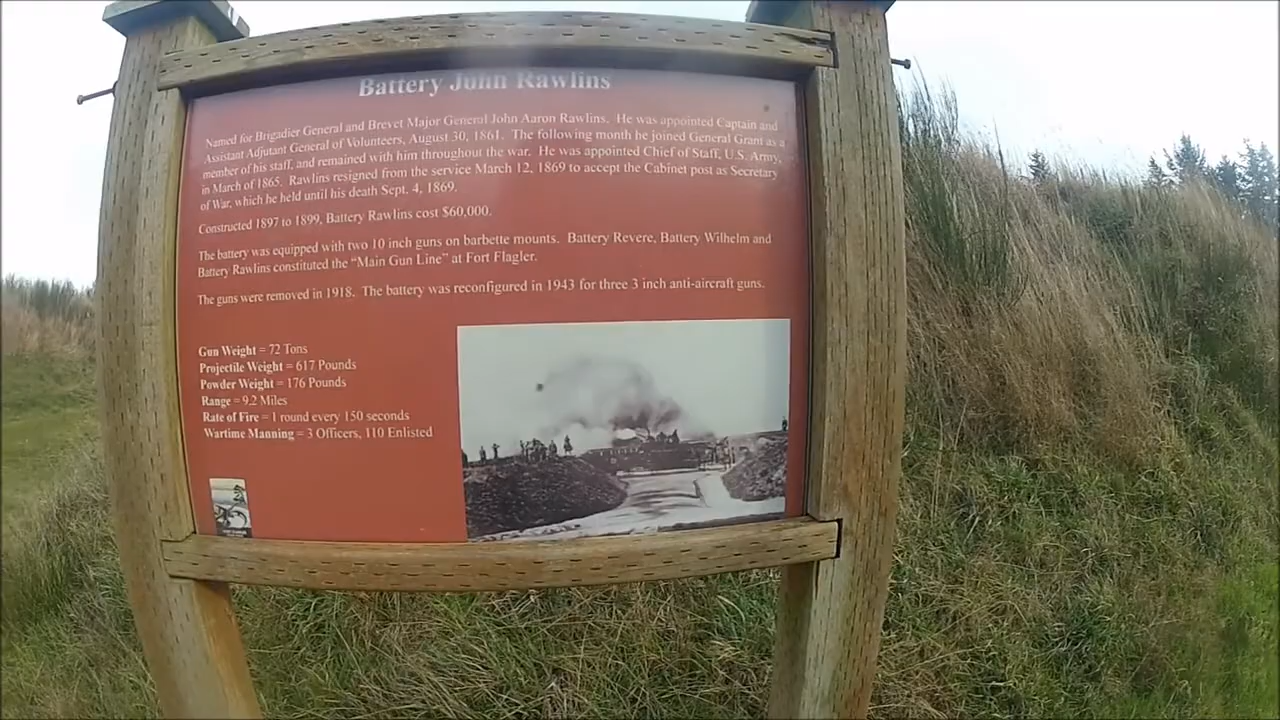 Battery John Rawlins
Named for Brigadier General and Brevet Major General John Aaron Rawlins. He was appointed Captain and
Assistant Adjutant General of Volunteers, August 30, 1861. The following month he joined General Grant as a
member of his staff, and remained with him throughout the war. He was appointed Chief of Staff, U.S. Army,
in March of 1865. Rawlins resigned from the service March 12, 1869 to accept the Cabinet post as Secretary
of War, which he held until his death Sept. 4, 1869.
Constructed 1897 to 1899, Battery Rawlins cost $60,000.
The battery was equipped with two 10 inch guns on barbette mounts. Battery Revere, Battery Wilhelm and
Battery Rawlins constituted the “Main Gun Line” at Fort Flagler.
The guns were removed in 1918. The battery was reconfigured in 1943 for three 3 inch anti-aircraft guns.
Gun Weight = 72 Tons
Projectile Weight = 617 Pounds
Powder Weight = 176 Pounds
Range = 9.2 Miles
Rate of Fire = 1 round every 150 seconds
Wartime Manning = 3 Officers, 110 Enlisted